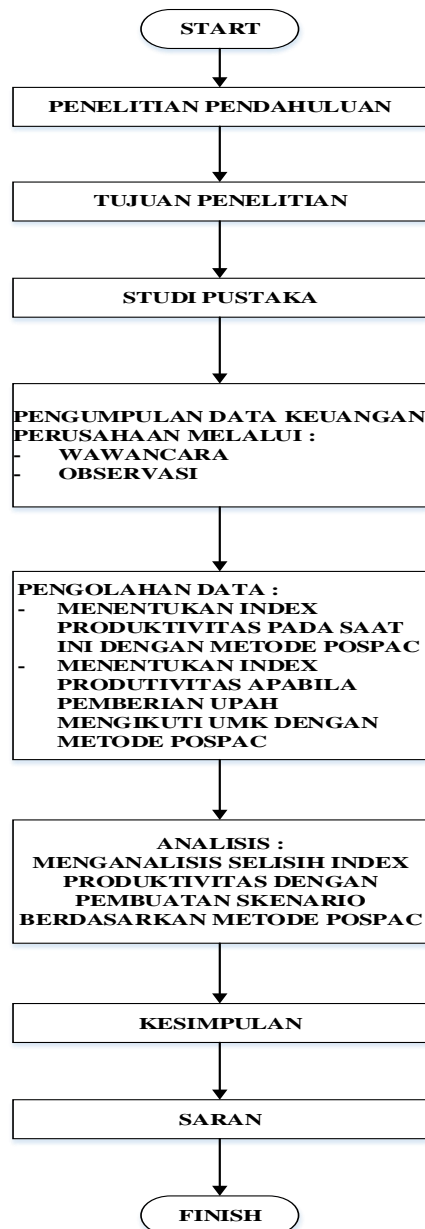 START
PENELITIAN PENDAHULUAN
TUJUAN PENELITIAN
STUDI PUSTAKA
PENGUMPULAN DATA KEUANGAN
PERUSAHAAN MELALUI :
- WAWANCARA
- OBSERVASI
PENGOLAHAN DATA :
- MENENTUKAN INDEX
PRODUKTIVITAS PADA SAAT
INI DENGAN METODE POSPAC
- MENENTUKAN INDEX
PRODUTIVITAS APABILA
PEMBERIAN UPAH
MENGIKUTI UMK DENGAN
METODE POSPAC
ANALISIS :
MENGANALISIS SELISIH INDEX
PRODUKTIVITAS DENGAN
PEMBUATAN SKENARIO
BERDASARKAN METODE POSPAC
KESIMPULAN
SARAN
FINISH